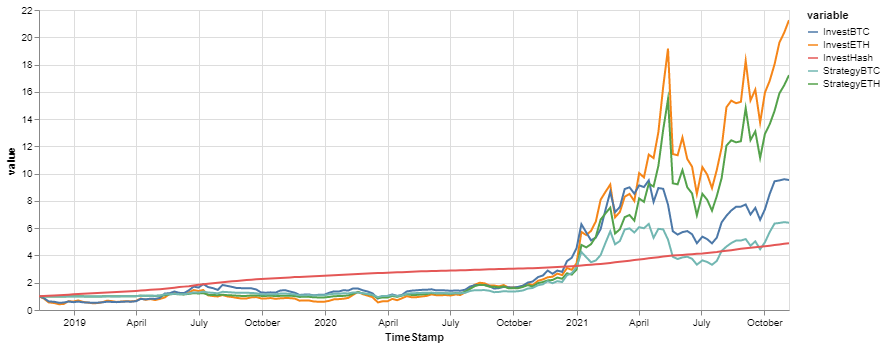 22
20
18
16
14
12
10
8
6
4
2
0
value
2019
April
July
October
2020
April
July
October
2021
April
July
October
TimeStamp
variable
InvestBTC
InvestETH
InvestHash
StrategyBTC
StrategyETH